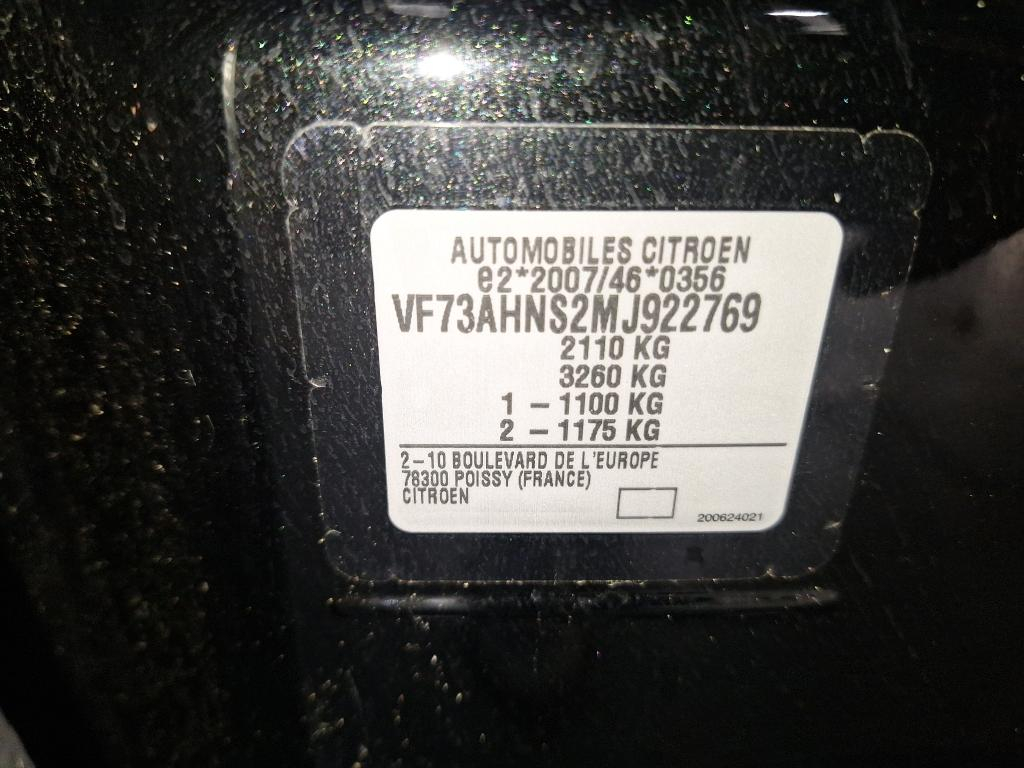 AUTOMOBILES CITROEN
e2*2007/46*0356
VF73AHNS2MJ922769
2110 KG
3260 KG
1 – 1100 KG
2 – 1175 KG
2–10 BOULEVARD DE L'EUROPE
78300 POISSY (FRANCE)
CITROEN
200624021